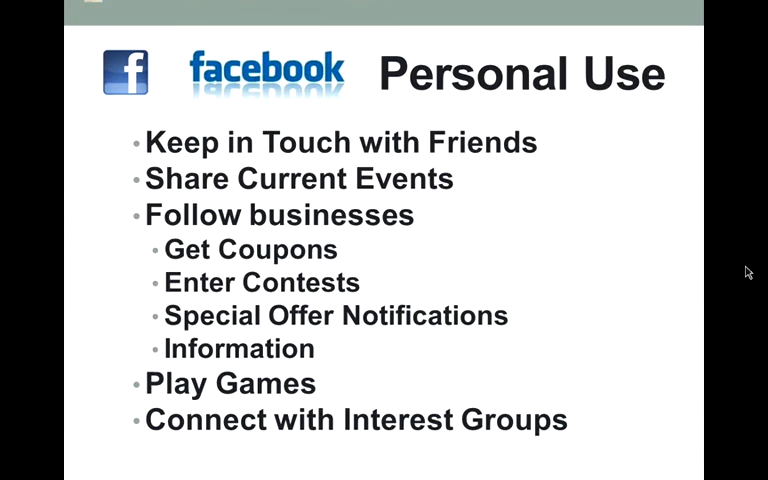 f facebook Personal Use
Keep in Touch with Friends
Share Current Events
Follow businesses
Get Coupons
Enter Contests
Special Offer Notifications
Information
Play Games
Connect with Interest Groups